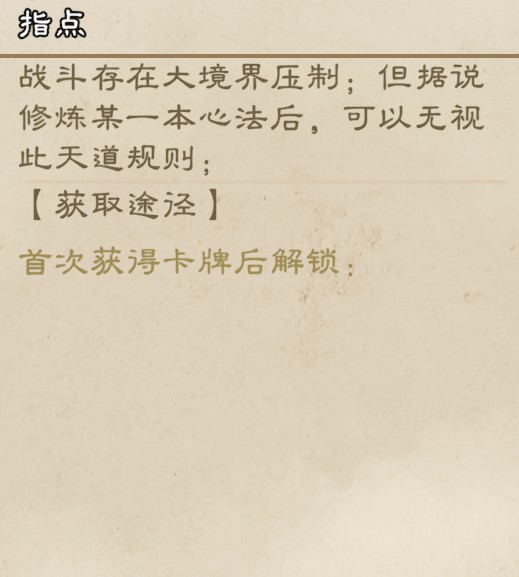 指点
战斗存在大境界压制；但据说
修炼某一本心法后，可以无视
此天道规则；
【获取途径】
首次获得卡牌后解锁；